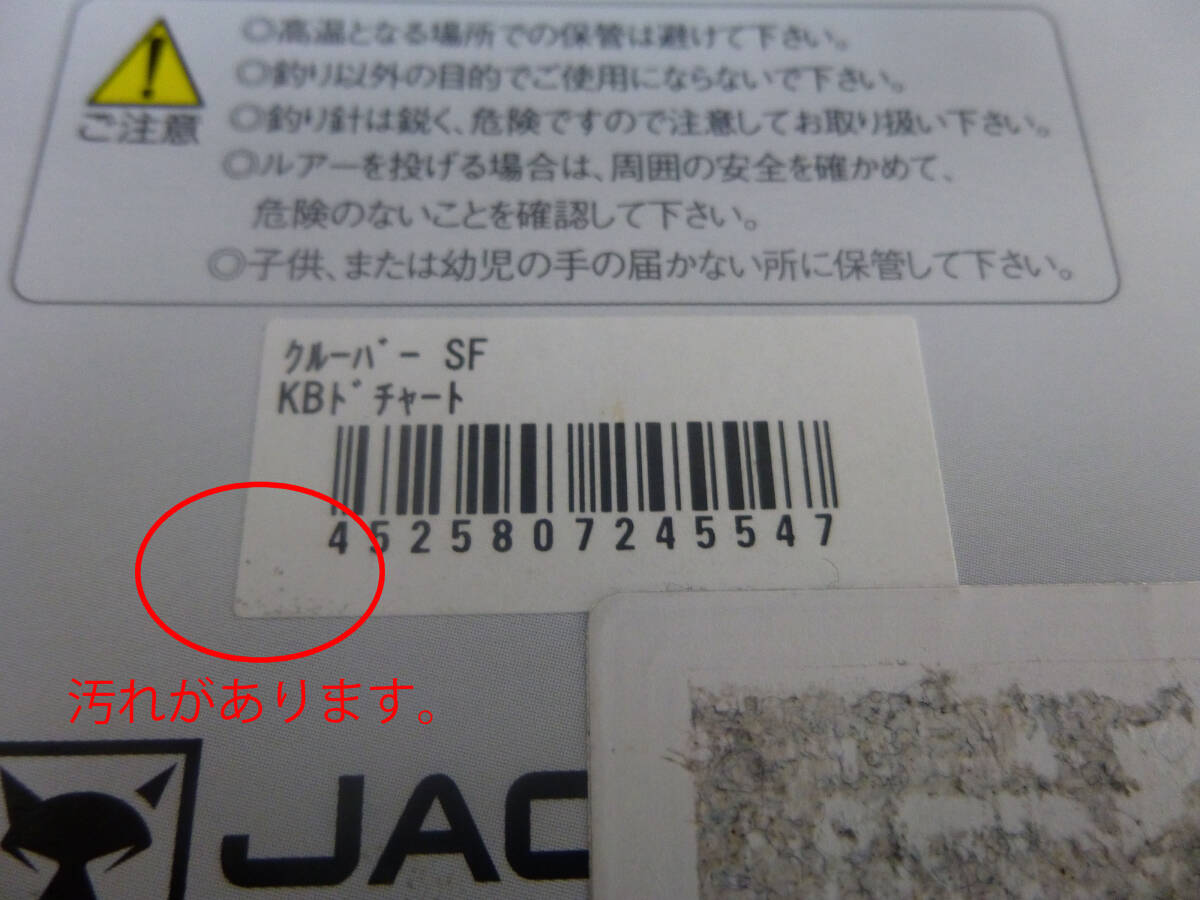 ◎高温となる場所での保管は避けて下さい。
◎釣り以外の目的でご使用にならないで下さい。
◎釣り針は鋭く、危険ですので注意してお取り扱い下さい。
ご注意
◎ルアーを投げる場合は、周囲の安全を確かめて、
危険のないことを確認して下さい。
◎子供、または幼児の手の届かない所に保管して下さい。
ｸﾙｰﾊﾞｰ SF
KBﾄﾞﾁｬｰﾄ
4525807245547
汚れがあります。
JAC